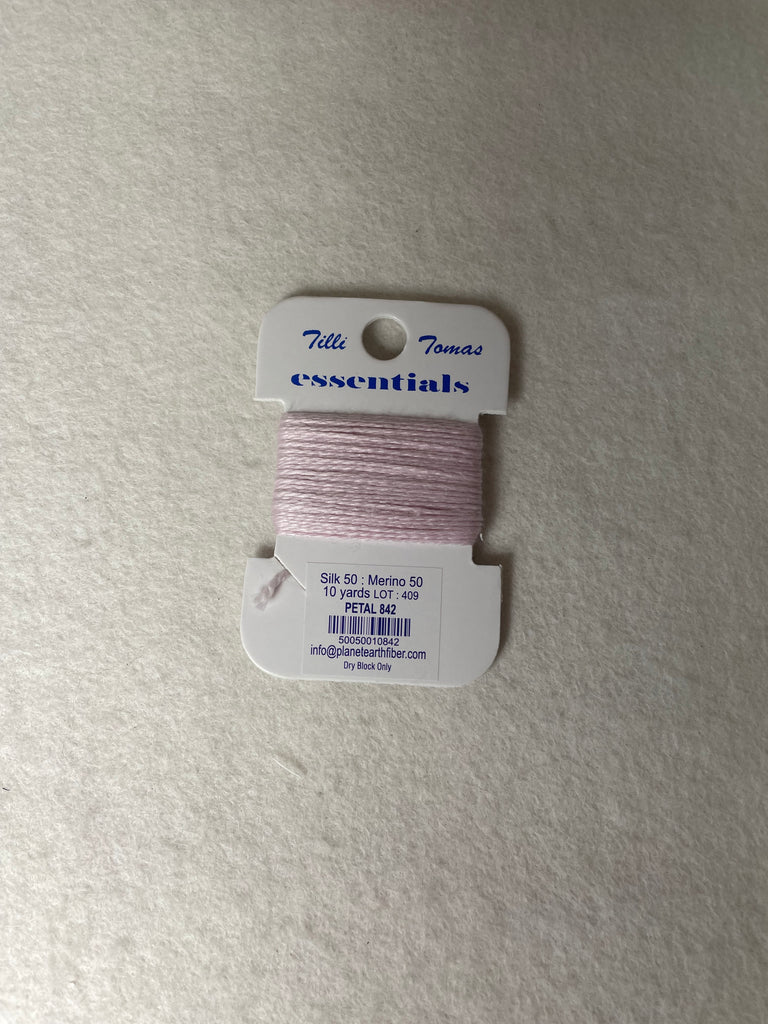 Tilli Tomas
essentials
Silk 50 : Merino 50
10 yards LOT : 409
PETAL 842
50050010842
info@planetearthfiber.com
Dry Block Only